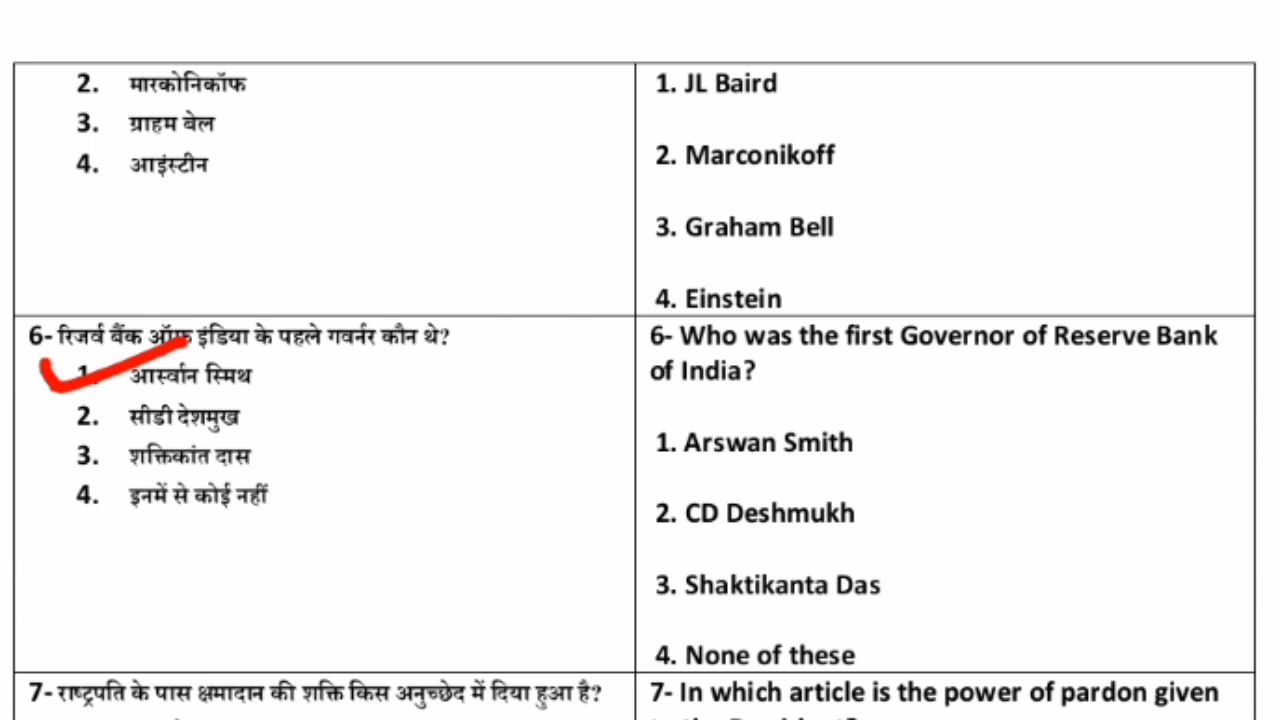 2. मारकोनिकॉफ
3. ग्राहम बेल
4. आइंस्टीन
1. JL Baird
2. Marconikoff
3. Graham Bell
4. Einstein
6- रिजर्व बैंक ऑफ इंडिया के पहले गवर्नर कौन थे?
1. आर्स्वान स्मिथ
2. सीडी देशमुख
3. शक्तिकांत दास
4. इनमें से कोई नहीं
6- Who was the first Governor of Reserve Bank
of India?
1. Arswan Smith
2. CD Deshmukh
3. Shaktikanta Das
4. None of these
7- राष्ट्रपति के पास क्षमादान की शक्ति किस अनुच्छेद में दिया हुआ है?
7- In which article is the power of pardon given